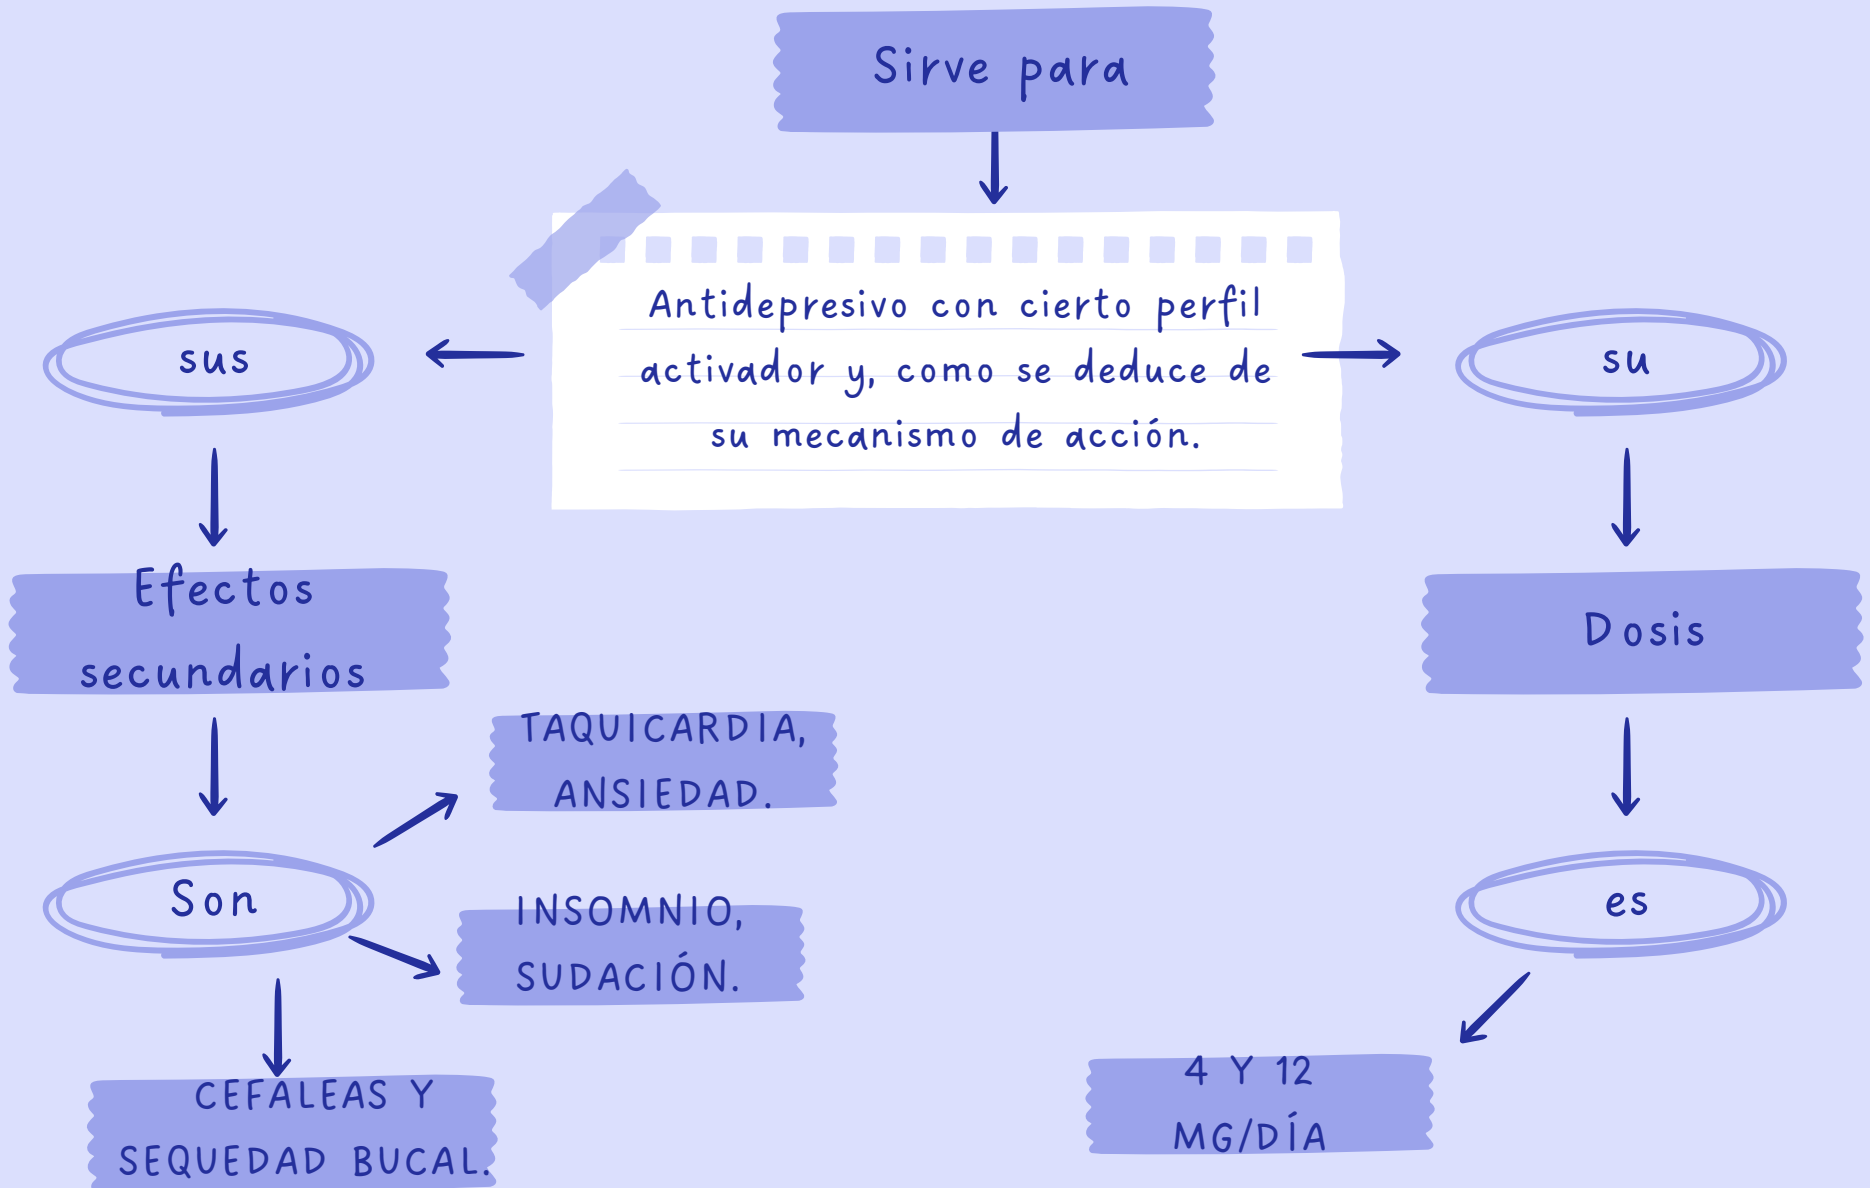 Sirve para
Antidepresivo con cierto perfil
activador y, como se deduce de
su mecanismo de acción.
sus
su
Efectos
secundarios
Dosis
TAQUICARDIA,
ANSIEDAD.
Son
es
INSOMNIO,
SUDACIÓN.
4 Y 12
MG/DÍA
CEFALEAS Y
SEQUEDAD BUCAL.